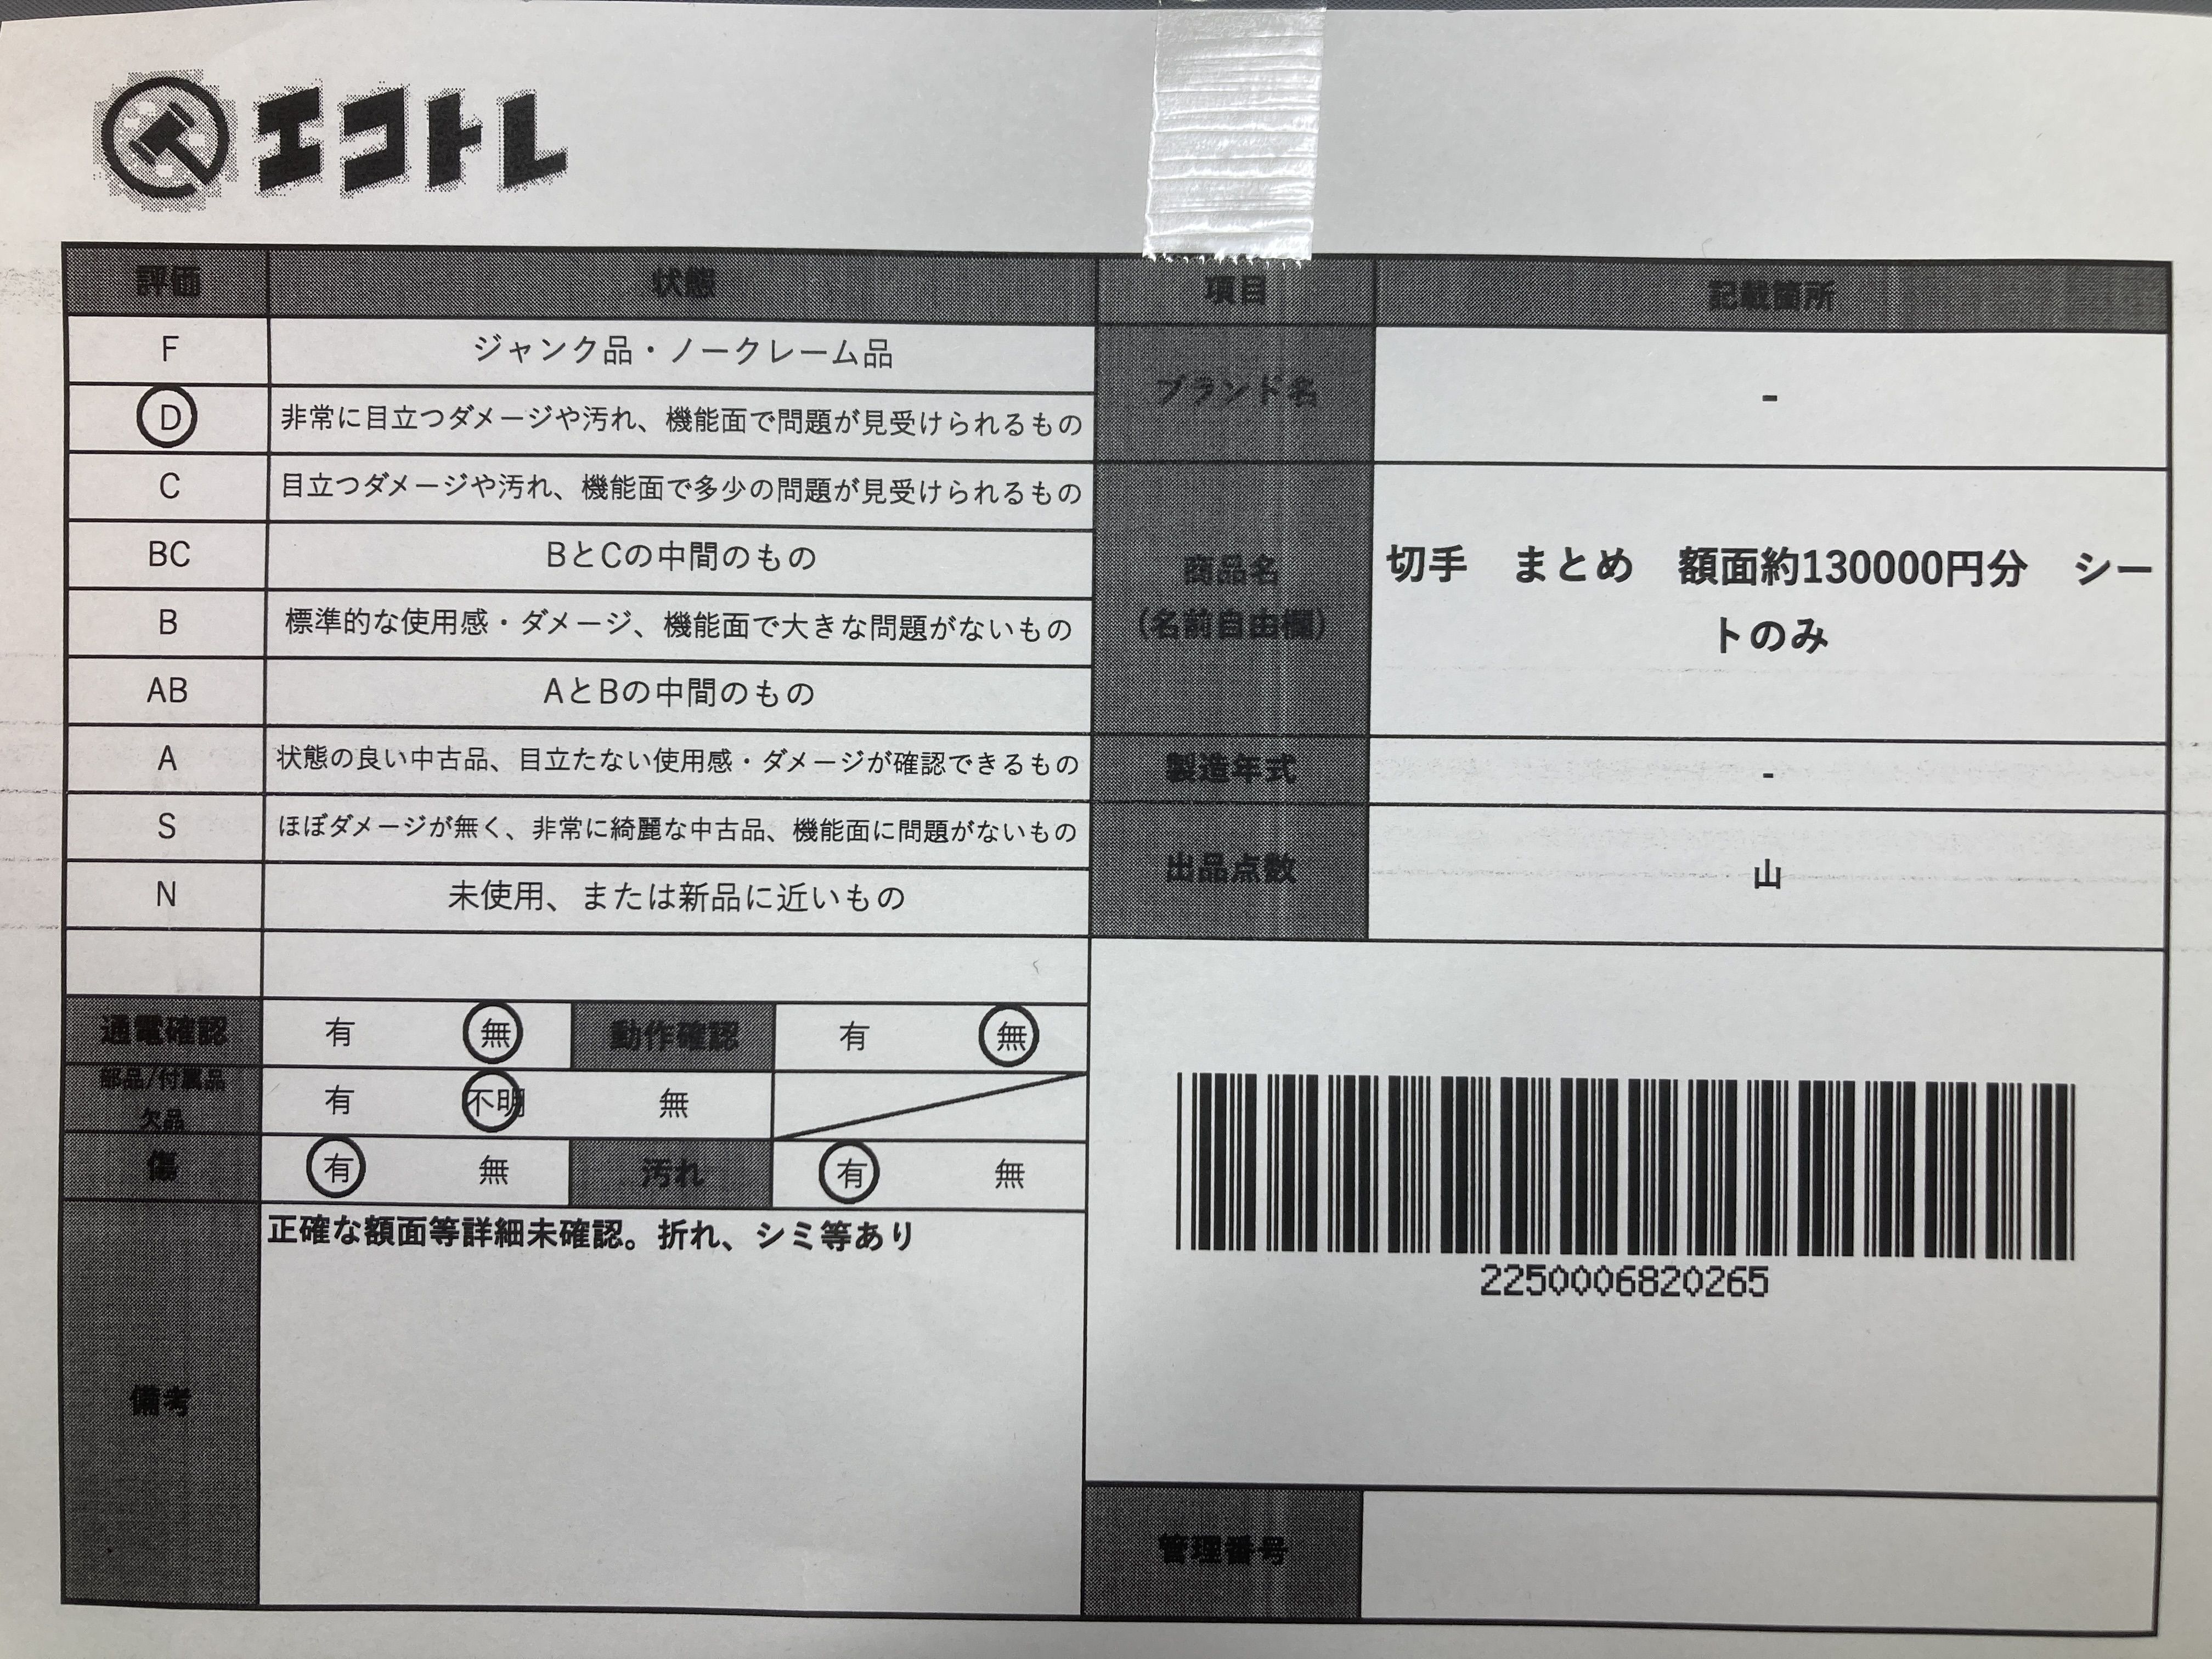 エコトレ
評価 状態 項目 記載箇所
F ジャンク品・ノークレーム品
D 非常に目立つダメージや汚れ、機能面で問題が見受けられるもの
ブランド名 -
C 目立つダメージや汚れ、機能面で多少の問題が見受けられるもの
BC BとCの中間のもの
B 標準的な使用感・ダメージ、機能面で大きな問題がないもの
AB AとBの中間のもの
商品名
(名前自由欄)
切手　まとめ　額面約130000円分　シー
トのみ
A 状態の良い中古品、目立たない使用感・ダメージが確認できるもの
製造年式 -
S ほぼダメージが無く、非常に綺麗な中古品、機能面に問題がないもの
N 未使用、または新品に近いもの
出品点数 山
通電確認 有 無 動作確認 有 無
部品/付属品
欠品
有 不明 無
傷 有 無 汚れ 有 無
備考
正確な額面等詳細未確認。折れ、シミ等あり
2250006820265
管理番号